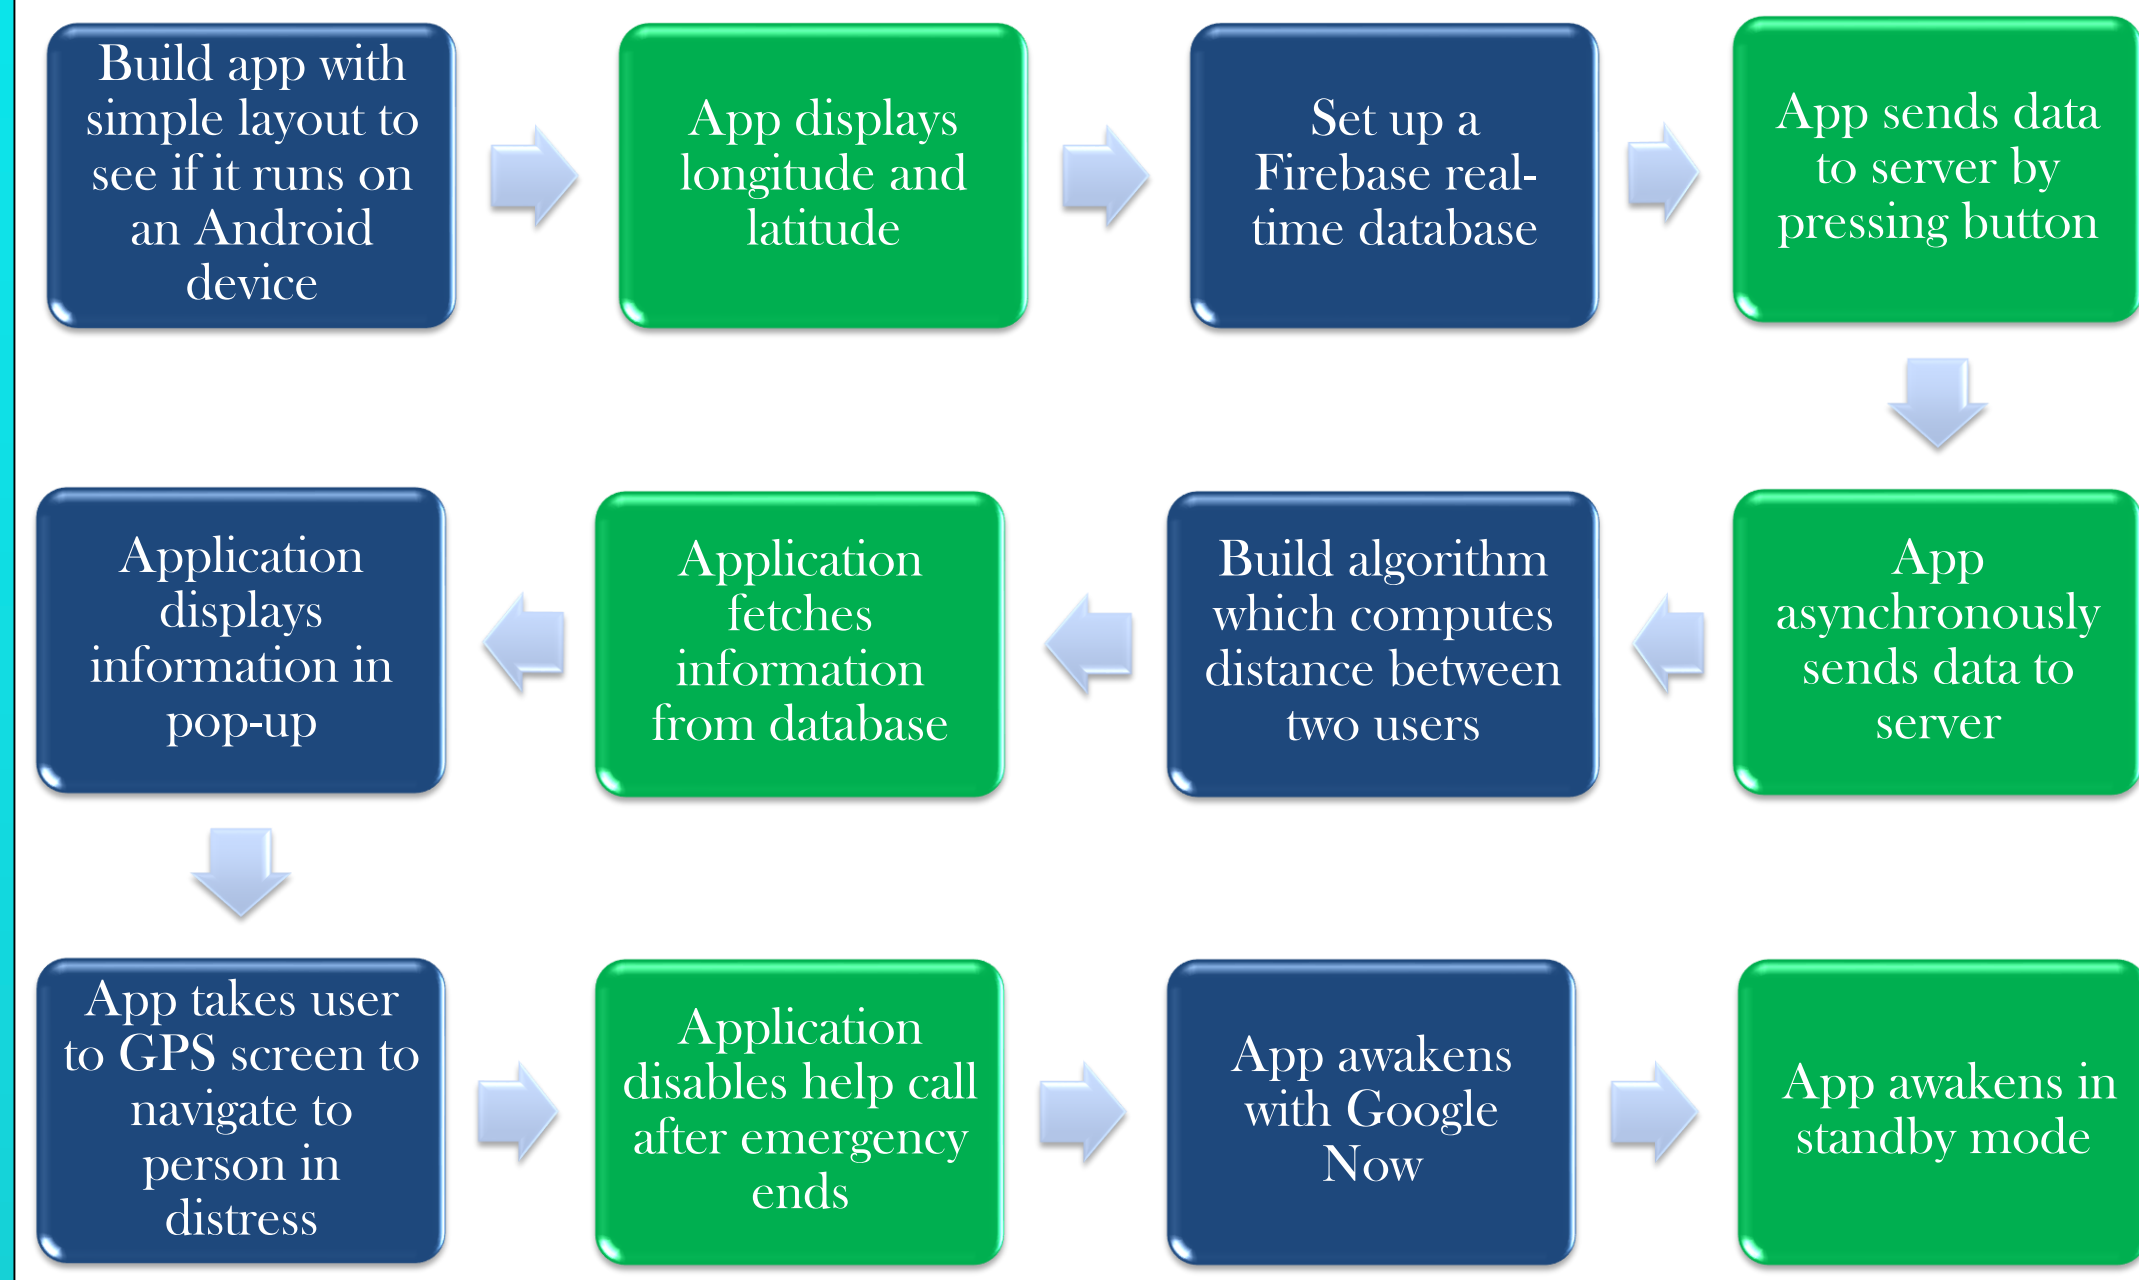 Build app with
simple layout to
see if it runs on
an Android
device
App displays
longitude and
latitude
Set up a
Firebase real-
time database
App sends data
to server by
pressing button
App
asynchronously
sends data to
server
Build algorithm
which computes
distance between
two users
Application
fetches
information
from database
Application
displays
information in
pop-up
App takes user
to GPS screen to
navigate to
person in
distress
Application
disables help call
after emergency
ends
App awakens
with Google
Now
App awakens in
standby mode